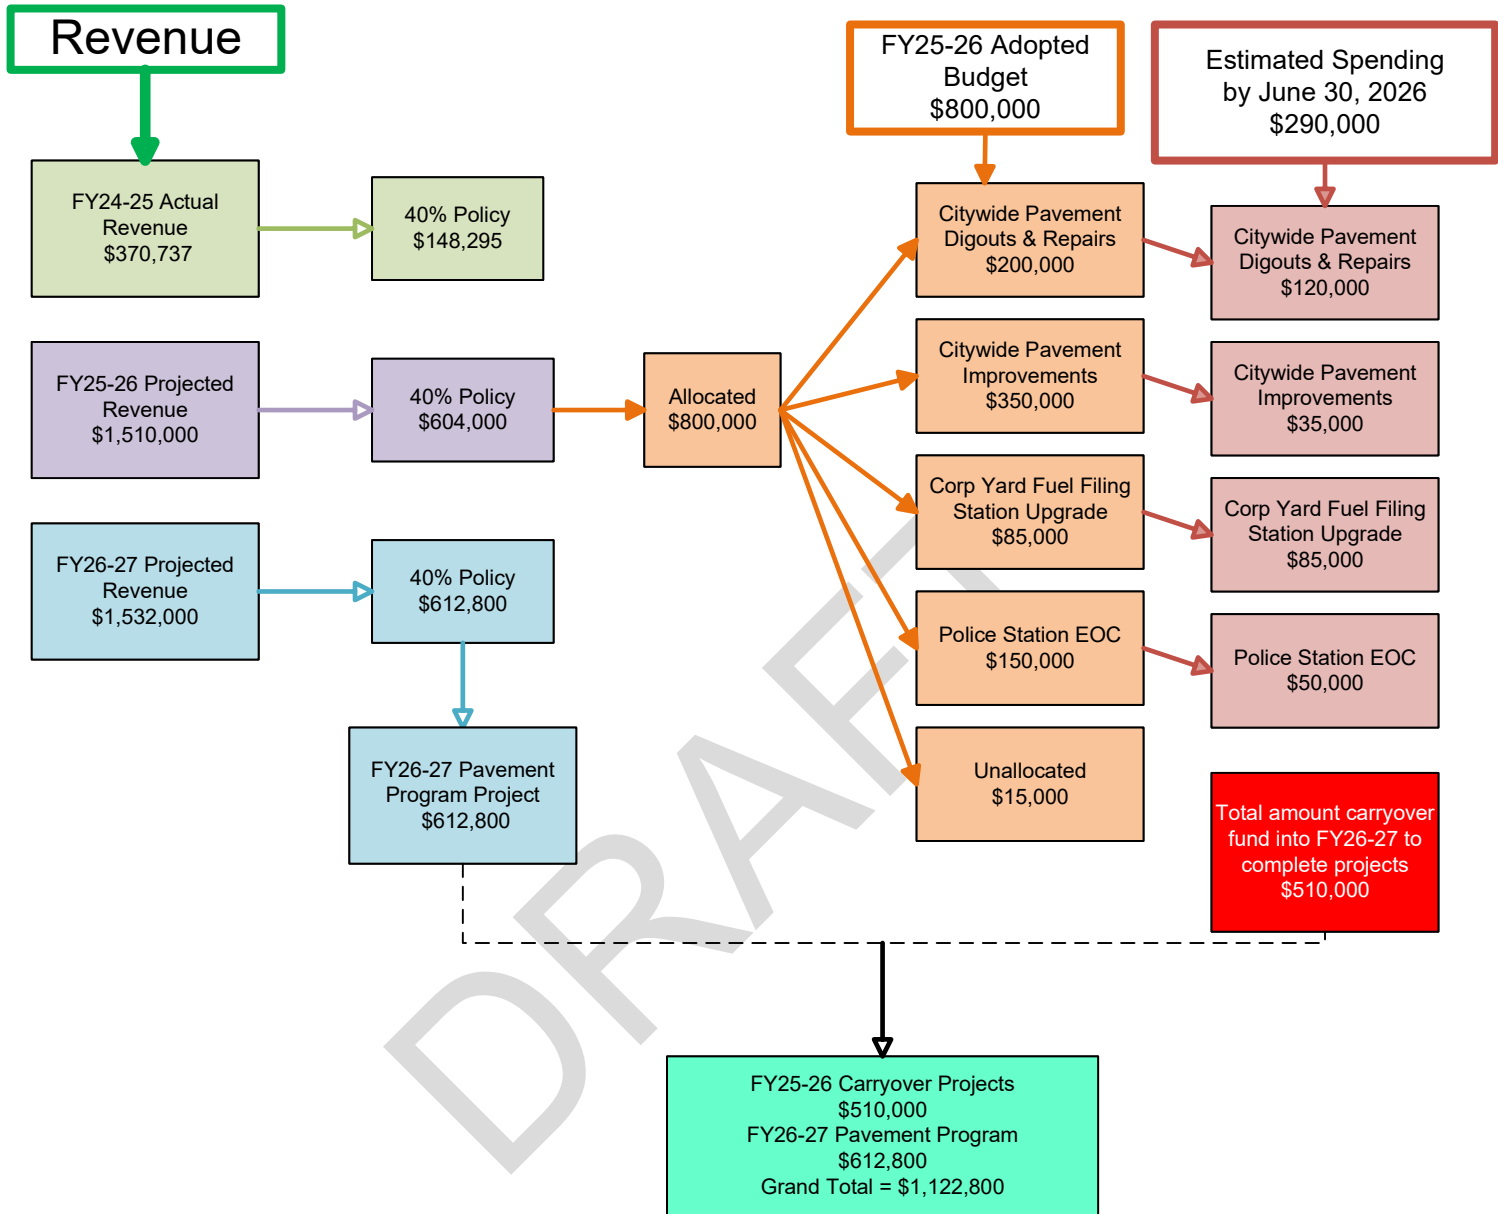 Revenue
FY24-25 Actual
Revenue
$370,737
40% Policy
$148,295
FY25-26 Projected
Revenue
$1,510,000
40% Policy
$604,000
Allocated
$800,000
FY26-27 Projected
Revenue
$1,532,000
40% Policy
$612,800
FY26-27 Pavement
Program Project
$612,800
FY25-26 Adopted
Budget
$800,000
Citywide Pavement
Digouts & Repairs
$200,000
Citywide Pavement
Improvements
$350,000
Corp Yard Fuel Filing
Station Upgrade
$85,000
Police Station EOC
$150,000
Unallocated
$15,000
Estimated Spending
by June 30, 2026
$290,000
Citywide Pavement
Digouts & Repairs
$120,000
Citywide Pavement
Improvements
$35,000
Corp Yard Fuel Filing
Station Upgrade
$85,000
Police Station EOC
$50,000
Total amount carryover
fund into FY26-27 to
complete projects
$510,000
FY25-26 Carryover Projects
$510,000
FY26-27 Pavement Program
$612,800
Grand Total = $1,122,800
DRAFT